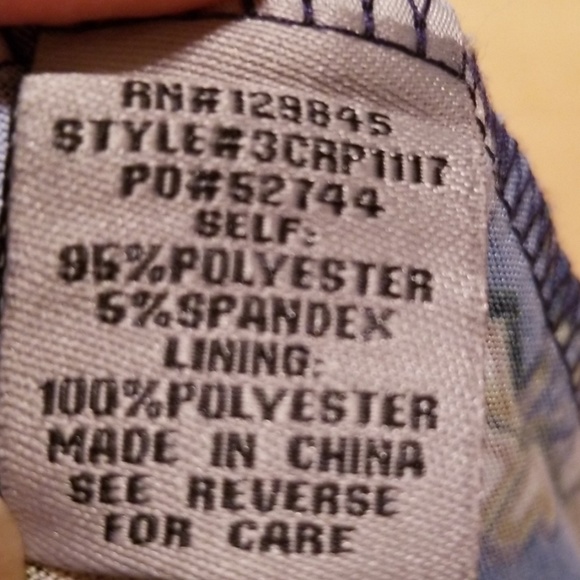 RN#129845
STYLE#3CRP1117
PO#52744
SELF:
95%POLYESTER
5%SPANDEX
LINING:
100%POLYESTER
MADE IN CHINA
SEE REVERSE
FOR CARE